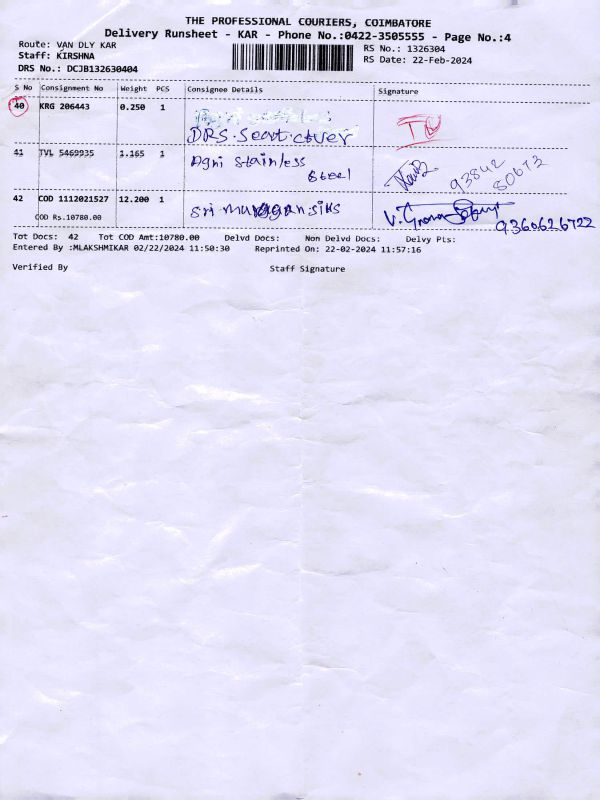 THE PROFESSIONAL COURIERS, COIMBATORE
Delivery Runsheet - KAR - Phone No.:0422-3505555 - Page No.:4
Route: VAN DLY KAR
RS No.: 1326304
Staff: KIRSHNA
RS Date: 22-Feb-2024
DRS No.: DCJB132630404
S No Consignment No Weight PCS Consignee Details Signature
40 KRG 206443 0.250 1
DRS.Seat.cover
41 TVL 5469935 1.165 1 Agni Stainless
Steel
93842
80673
42 COD 1112021527 12.200 1 Sri murugan sius
COD Rs.10780.00
9360626722
Tot Docs: 42 Tot COD Amt:10780.00 Delvd Docs: Non Delvd Docs: Delvy Pts:
Entered By :MLAKSHMIKAR 02/22/2024 11:50:30 Reprinted On: 22-02-2024 11:57:16
Verified By Staff Signature